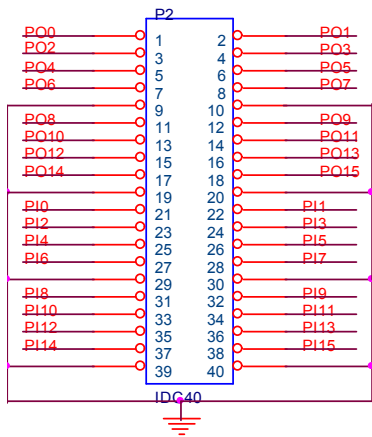 P2
PO0 1 2 PO1
PO2 3 4 PO3
PO4 5 6 PO5
PO6 7 8 PO7
9 10
PO8 11 12 PO9
PO10 13 14 PO11
PO12 15 16 PO13
PO14 17 18 PO15
19 20
PI0 21 22 PI1
PI2 23 24 PI3
PI4 25 26 PI5
PI6 27 28 PI7
29 30
PI8 31 32 PI9
PI10 33 34 PI11
PI12 35 36 PI13
PI14 37 38 PI15
39 40
IDC40